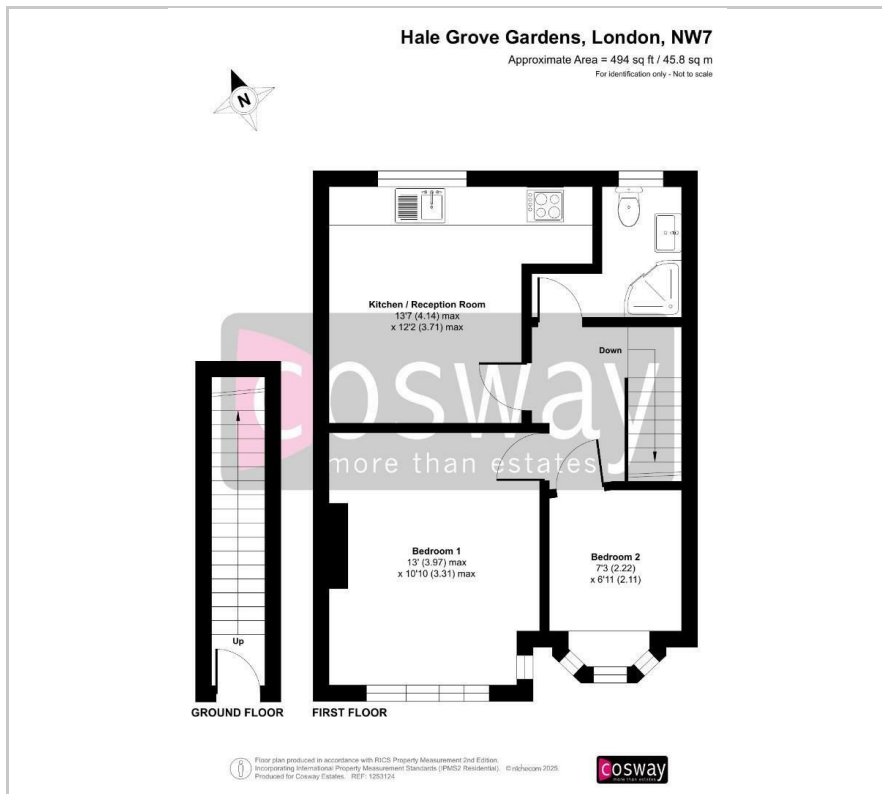 Hale Grove Gardens, London, NW7
Approximate Area = 494 sq ft / 45.8 sq m
For identification only - Not to scale
N
Kitchen / Reception Room
13'7 (4.14) max
x 12'2 (3.71) max
Down
cosway
more than estates
Bedroom 1
13' (3.97) max
x 10'10 (3.31) max
Bedroom 2
7'3 (2.22)
x 6'11 (2.11)
Up
GROUND FLOOR
FIRST FLOOR
Floor plan produced in accordance with RICS Property Measurement 2nd Edition.
Incorporating International Property Measurement Standards (IPMS2 Residential). © nichecom 2025.
Produced for Cosway Estates. REF: 1253124
cosway
more than estates